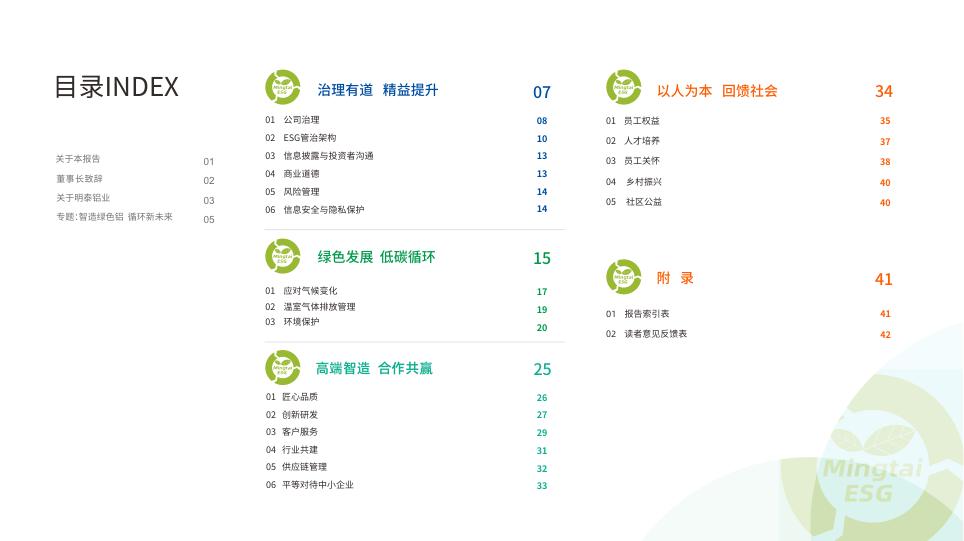 目录INDEX
关于本报告 01
董事长致辞 02
关于明泰铝业 03
专题:智造绿色铝 循环新未来 05
Mingtai
ESG
治理有道 精益提升 07
01 公司治理 08
02 ESG管治架构 10
03 信息披露与投资者沟通 13
04 商业道德 13
05 风险管理 14
06 信息安全与隐私保护 14
Mingtai
ESG
绿色发展 低碳循环 15
01 应对气候变化 17
02 温室气体排放管理 19
03 环境保护 20
Mingtai
ESG
高端智造 合作共赢 25
01 匠心品质 26
02 创新研发 27
03 客户服务 29
04 行业共建 31
05 供应链管理 32
06 平等对待中小企业 33
Mingtai
ESG
以人为本 回馈社会 34
01 员工权益 35
02 人才培养 37
03 员工关怀 38
04 乡村振兴 40
05 社区公益 40
Mingtai
ESG
附 录 41
01 报告索引表 41
02 读者意见反馈表 42
Mingtai
ESG